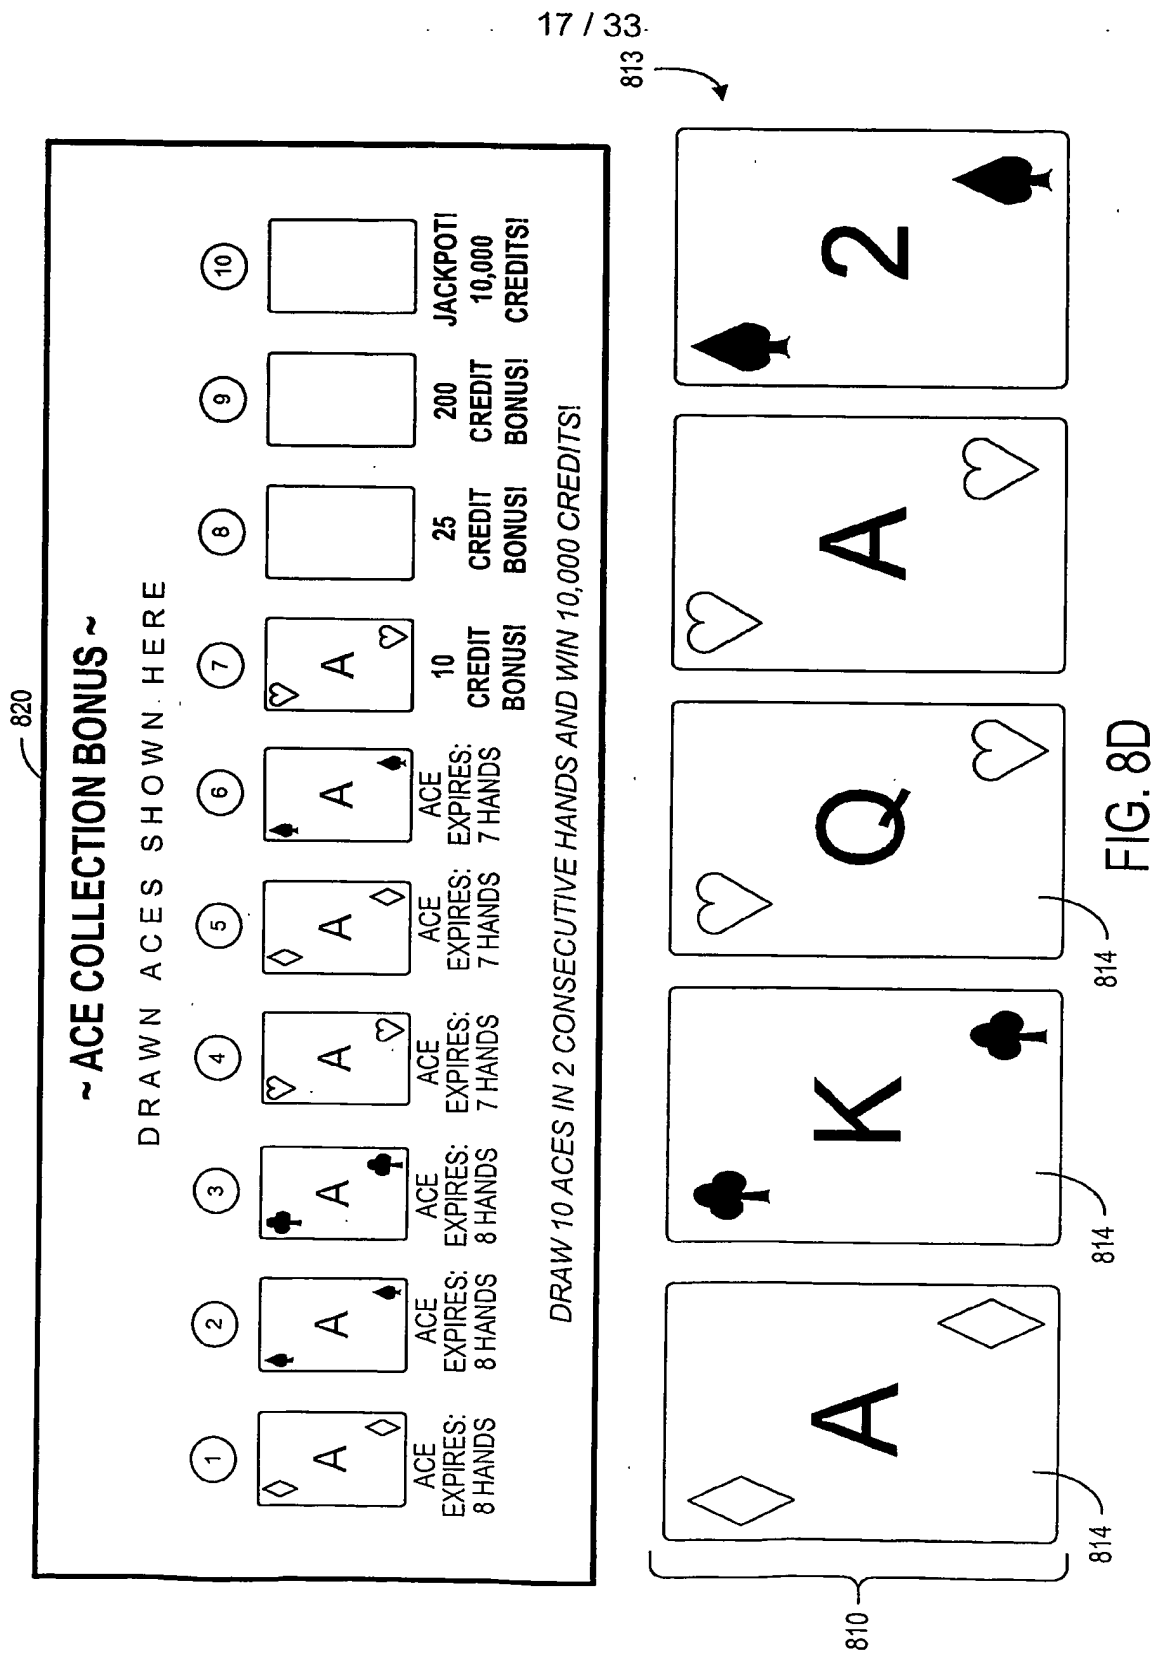 17 / 33
820
~ ACE COLLECTION BONUS ~
DRAWN ACES SHOWN HERE
1 2 3 4 5 6 7 8 9 10
A A A A A A A
ACE ACE ACE ACE ACE ACE 10 25 200 JACKPOT!
EXPIRES: EXPIRES: EXPIRES: EXPIRES: EXPIRES: EXPIRES: CREDIT CREDIT CREDIT 10,000
8 HANDS 8 HANDS 8 HANDS 7 HANDS 7 HANDS 7 HANDS BONUS! BONUS! BONUS! CREDITS!
DRAW 10 ACES IN 2 CONSECUTIVE HANDS AND WIN 10,000 CREDITS!
813
A K Q A 2
810
814 814 814
FIG. 8D